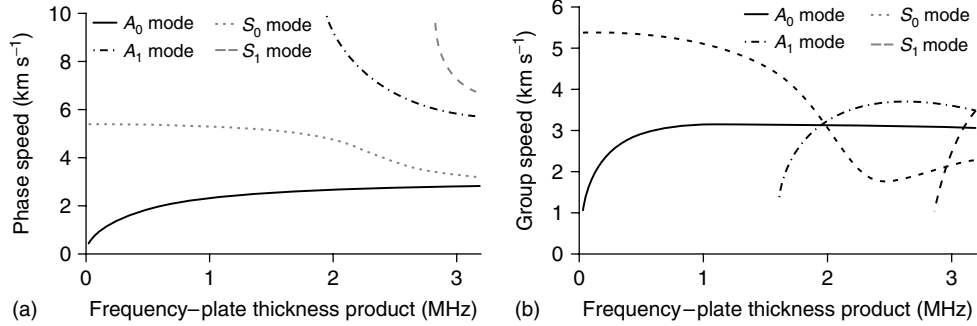 A₀ mode
S₀ mode
A₁ mode
S₁ mode
Phase speed (km s⁻¹)
10
8
6
4
2
0
0
1
2
3
Frequency–plate thickness product (MHz)
(a)
A₀ mode
S₀ mode
A₁ mode
S₁ mode
Group speed (km s⁻¹)
6
5
4
3
2
1
0
0
1
2
3
Frequency–plate thickness product (MHz)
(b)